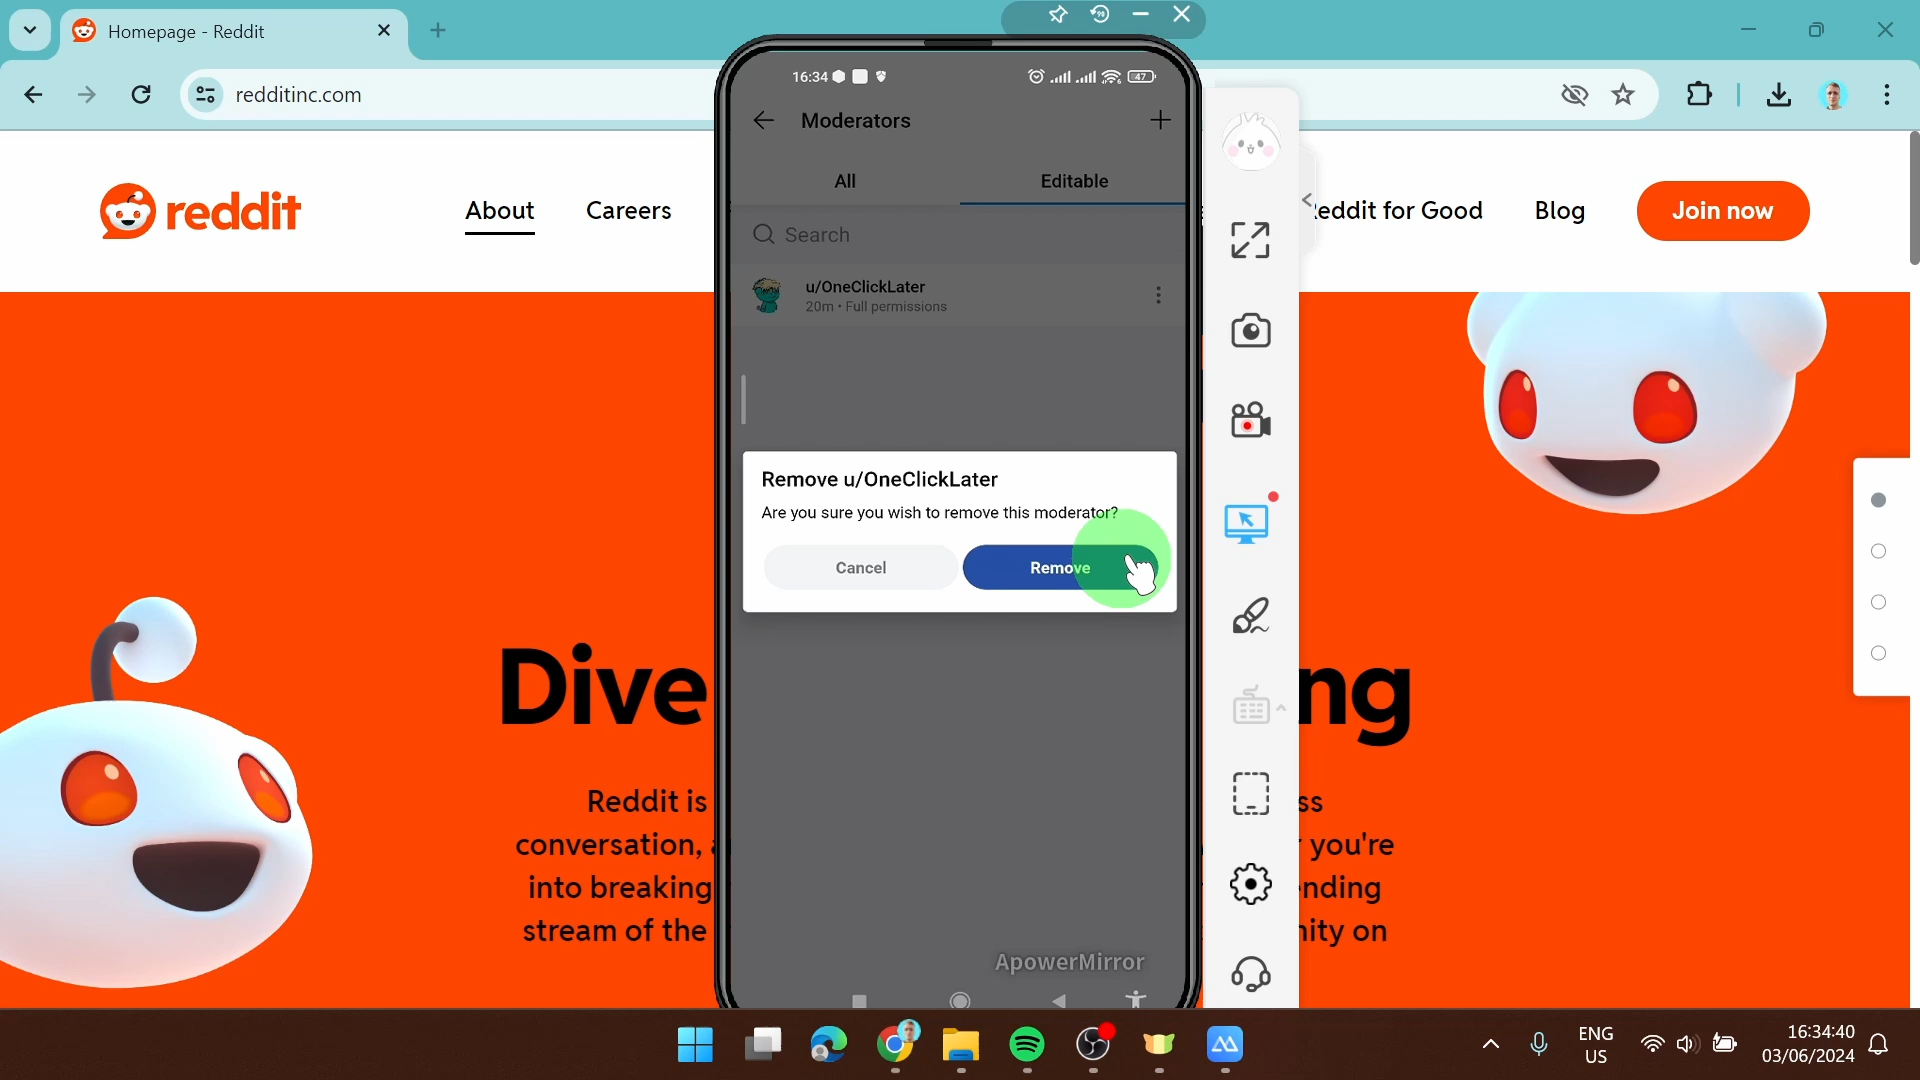 Homepage - Reddit
redditinc.com
16:34
47
Moderators
All
Editable
Search
u/OneClickLater
20m • Full permissions
Remove u/OneClickLater
Are you sure you wish to remove this moderator?
Cancel
Remove
ApowerMirror
reddit
About
Careers
eddit for Good
Blog
Join now
Dive
ng
Reddit is
ss
conversation,
you're
into breaking
ending
stream of the
nity on
ENG
US
16:34:40
03/06/2024